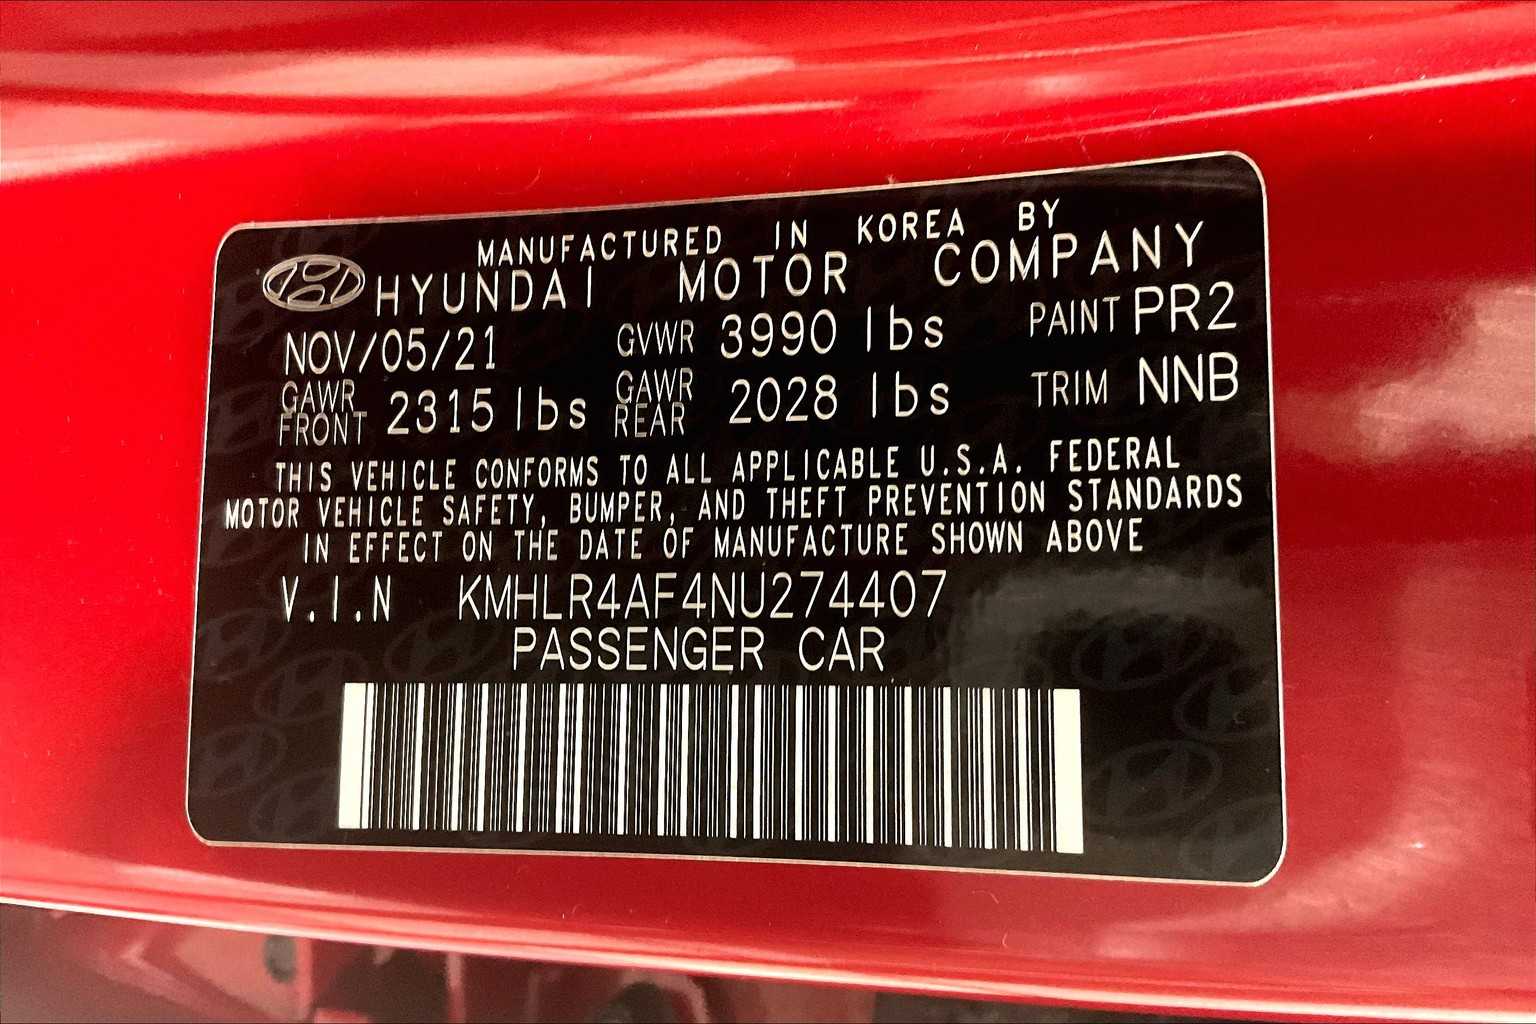 MANUFACTURED IN KOREA BY
HYUNDAI MOTOR COMPANY
NOV/05/21 GVWR 3990 lbs PAINT PR2
GAWR FRONT 2315 lbs GAWR REAR 2028 lbs TRIM NNB
THIS VEHICLE CONFORMS TO ALL APPLICABLE U.S.A. FEDERAL
MOTOR VEHICLE SAFETY, BUMPER, AND THEFT PREVENTION STANDARDS
IN EFFECT ON THE DATE OF MANUFACTURE SHOWN ABOVE
V.I.N KMHLR4AF4NU274407
PASSENGER CAR